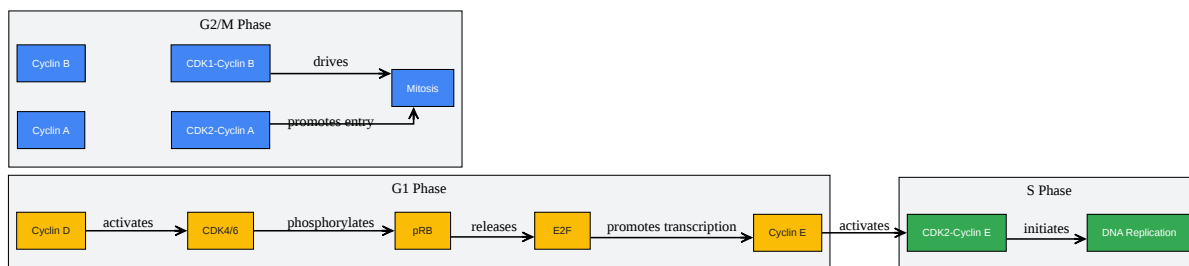 G2/M Phase
Cyclin B
CDK1-Cyclin B
drives
Mitosis
Cyclin A
CDK2-Cyclin A
promotes entry
G1 Phase
Cyclin D
activates
CDK4/6
phosphorylates
pRB
releases
E2F
promotes transcription
Cyclin E
activates
S Phase
CDK2-Cyclin E
initiates
DNA Replication